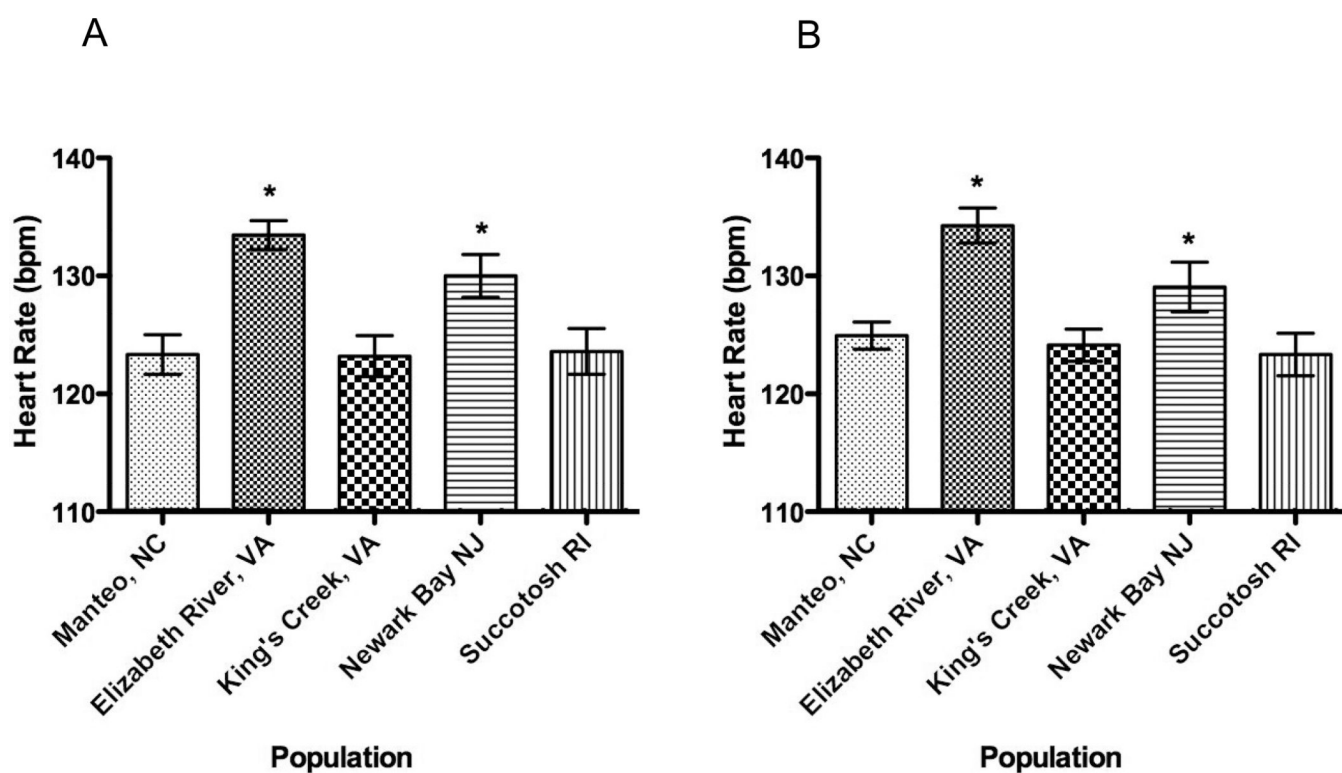 A
Heart Rate (bpm)
140
130
120
110
*
*
Manteo, NC
Elizabeth River, VA
King's Creek, VA
Newark Bay NJ
Succotosh RI
Population
B
Heart Rate (bpm)
140
130
120
110
*
*
Manteo, NC
Elizabeth River, VA
King's Creek, VA
Newark Bay NJ
Succotosh RI
Population